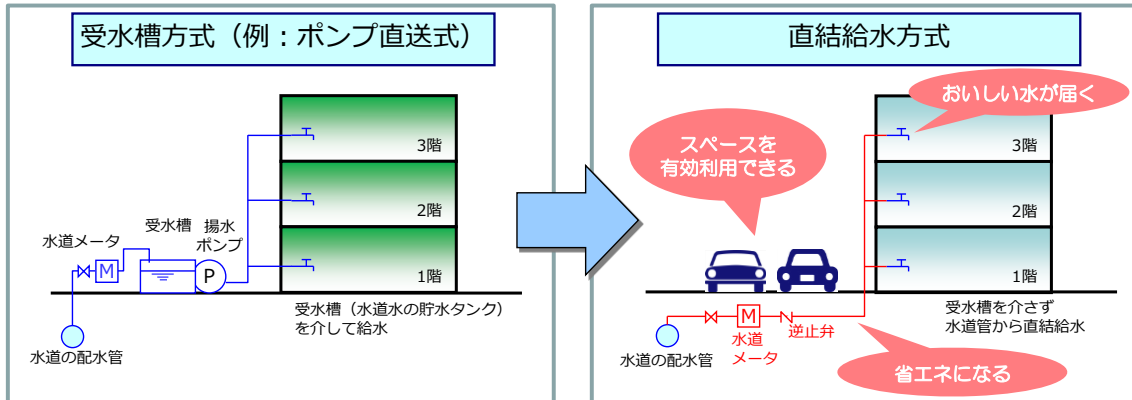 受水槽方式（例：ポンプ直送式）
3階
2階
1階
受水槽
揚水
ポンプ
水道メータ
M
P
水道の配水管
受水槽（水道水の貯水タンク）
を介して給水
直結給水方式
おいしい水が届く
スペースを
有効利用できる
3階
2階
1階
M
水道
メータ
逆止弁
水道の配水管
受水槽を介さず
水道管から直結給水
省エネになる